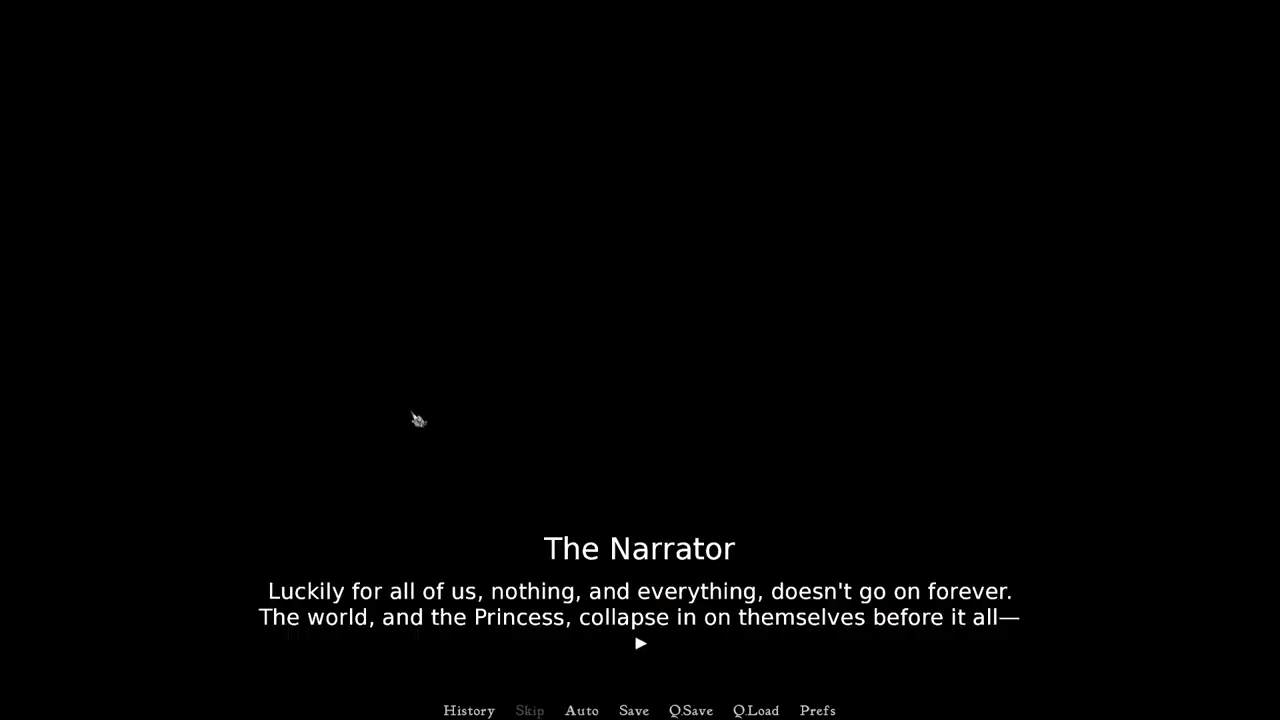 The Narrator
Luckily for all of us, nothing, and everything, doesn't go on forever.
The world, and the Princess, collapse in on themselves before it all—
History Skip Auto Save Q.Save Q.Load Prefs